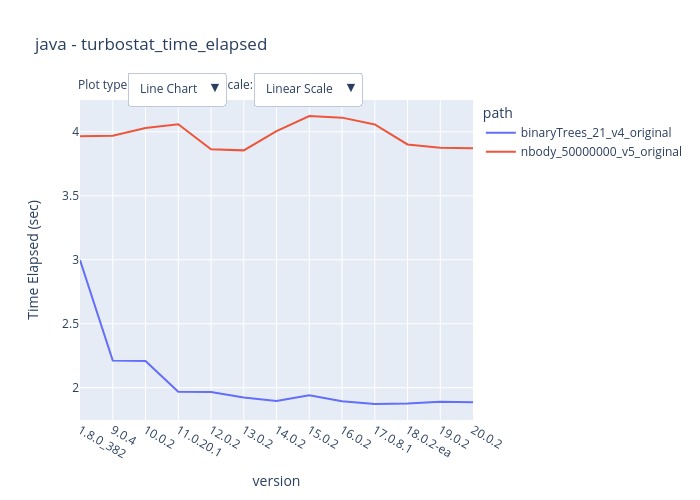 java - turbostat_time_elapsed
Plot type Line Chart ▼ cale: Linear Scale ▼
path
binaryTrees_21_v4_original
nbody_50000000_v5_original
4
3.5
3
2.5
2
Time Elapsed (sec)
1.8.0_382
9.0.4
10.0.2
11.0.20.1
12.0.2
13.0.2
14.0.2
15.0.2
16.0.2
17.0.8.1
18.0.2-ea
19.0.2
20.0.2
version